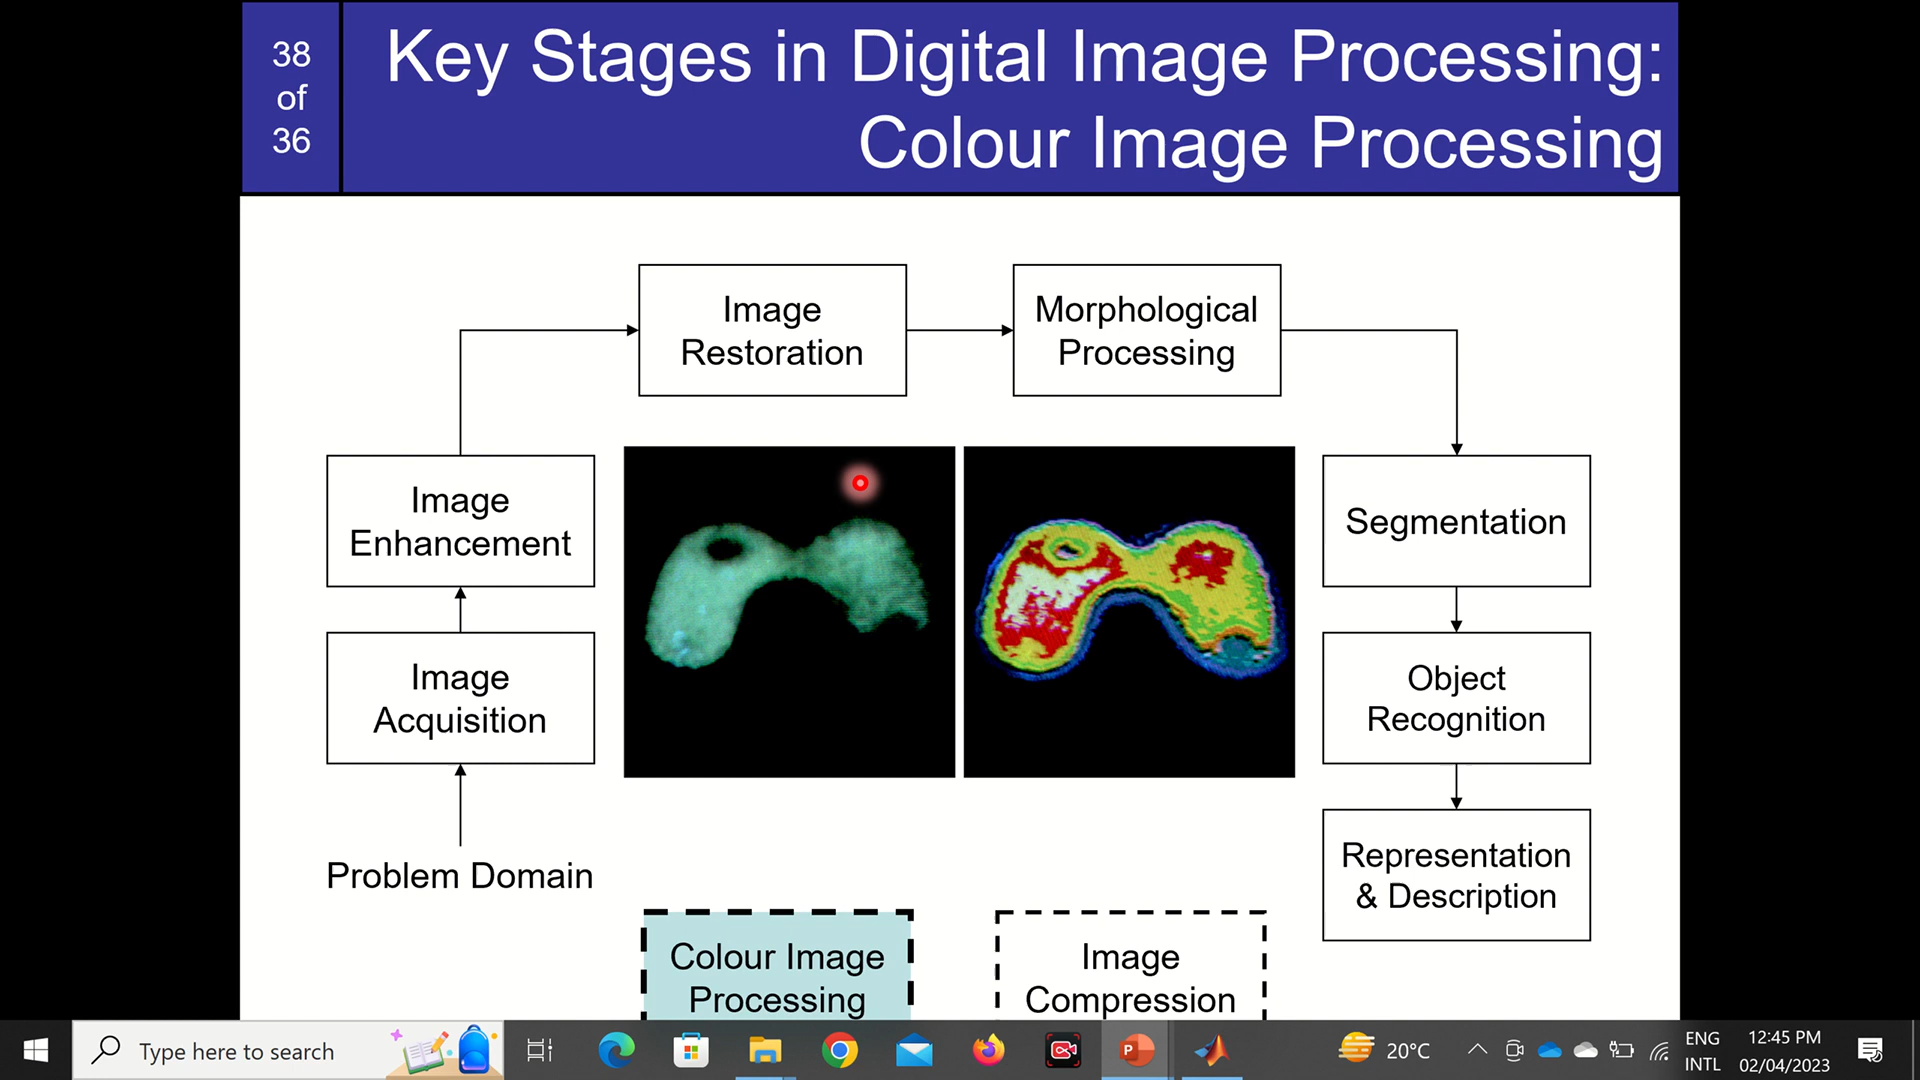 38
of
36
Key Stages in Digital Image Processing:
Colour Image Processing
Image
Restoration
Morphological
Processing
Image
Enhancement
Segmentation
Image
Acquisition
Object
Recognition
Problem Domain
Representation
& Description
Colour Image
Processing
Image
Compression
Type here to search
P
20°C
ENG
INTL
12:45 PM
02/04/2023